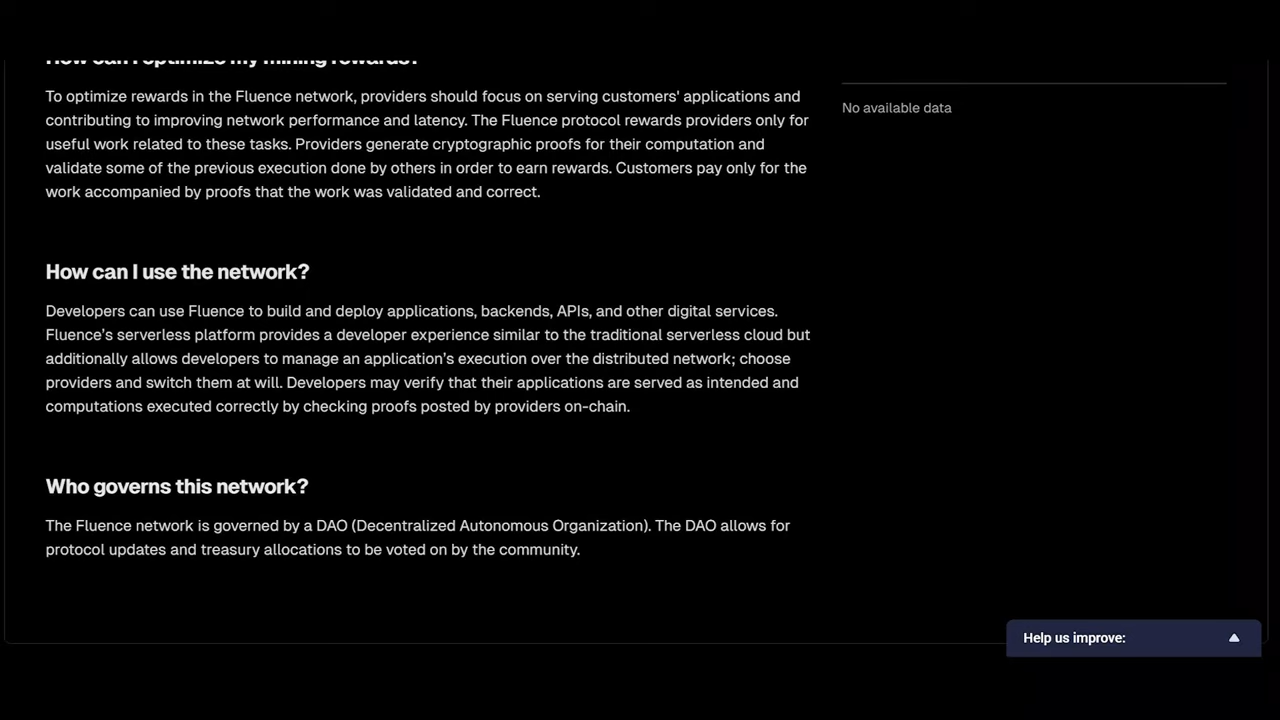 How can I optimize my mining rewards?
To optimize rewards in the Fluence network, providers should focus on serving customers' applications and
contributing to improving network performance and latency. The Fluence protocol rewards providers only for
useful work related to these tasks. Providers generate cryptographic proofs for their computation and
validate some of the previous execution done by others in order to earn rewards. Customers pay only for the
work accompanied by proofs that the work was validated and correct.
How can I use the network?
Developers can use Fluence to build and deploy applications, backends, APIs, and other digital services.
Fluence’s serverless platform provides a developer experience similar to the traditional serverless cloud but
additionally allows developers to manage an application’s execution over the distributed network; choose
providers and switch them at will. Developers may verify that their applications are served as intended and
computations executed correctly by checking proofs posted by providers on-chain.
Who governs this network?
The Fluence network is governed by a DAO (Decentralized Autonomous Organization). The DAO allows for
protocol updates and treasury allocations to be voted on by the community.
No available data
Help us improve: